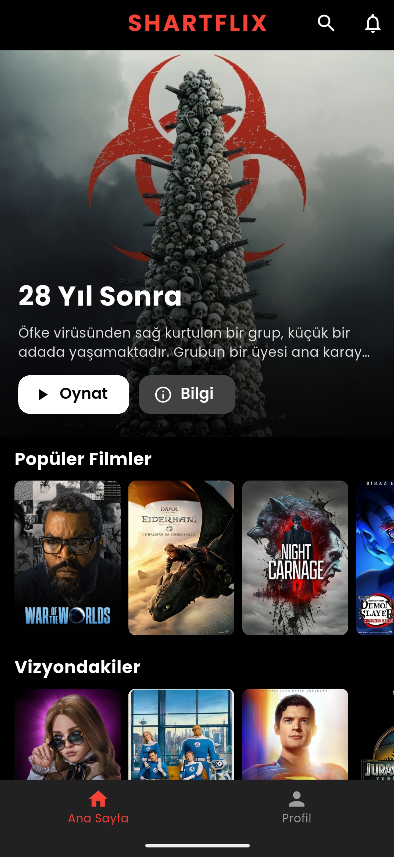 SHARTFLIX
28 Yıl Sonra
Öfke virüsünden sağ kurtulan bir grup, küçük bir
adada yaşamaktadır. Grubun bir üyesi ana karay...
Oynat
Bilgi
Popüler Filmler
WAR OF THE WORLDS
EJDERHANI
NIGHT
CARNAGE
DEMON
SLAYER
Vizyondakiler
Ana Sayfa
Profil